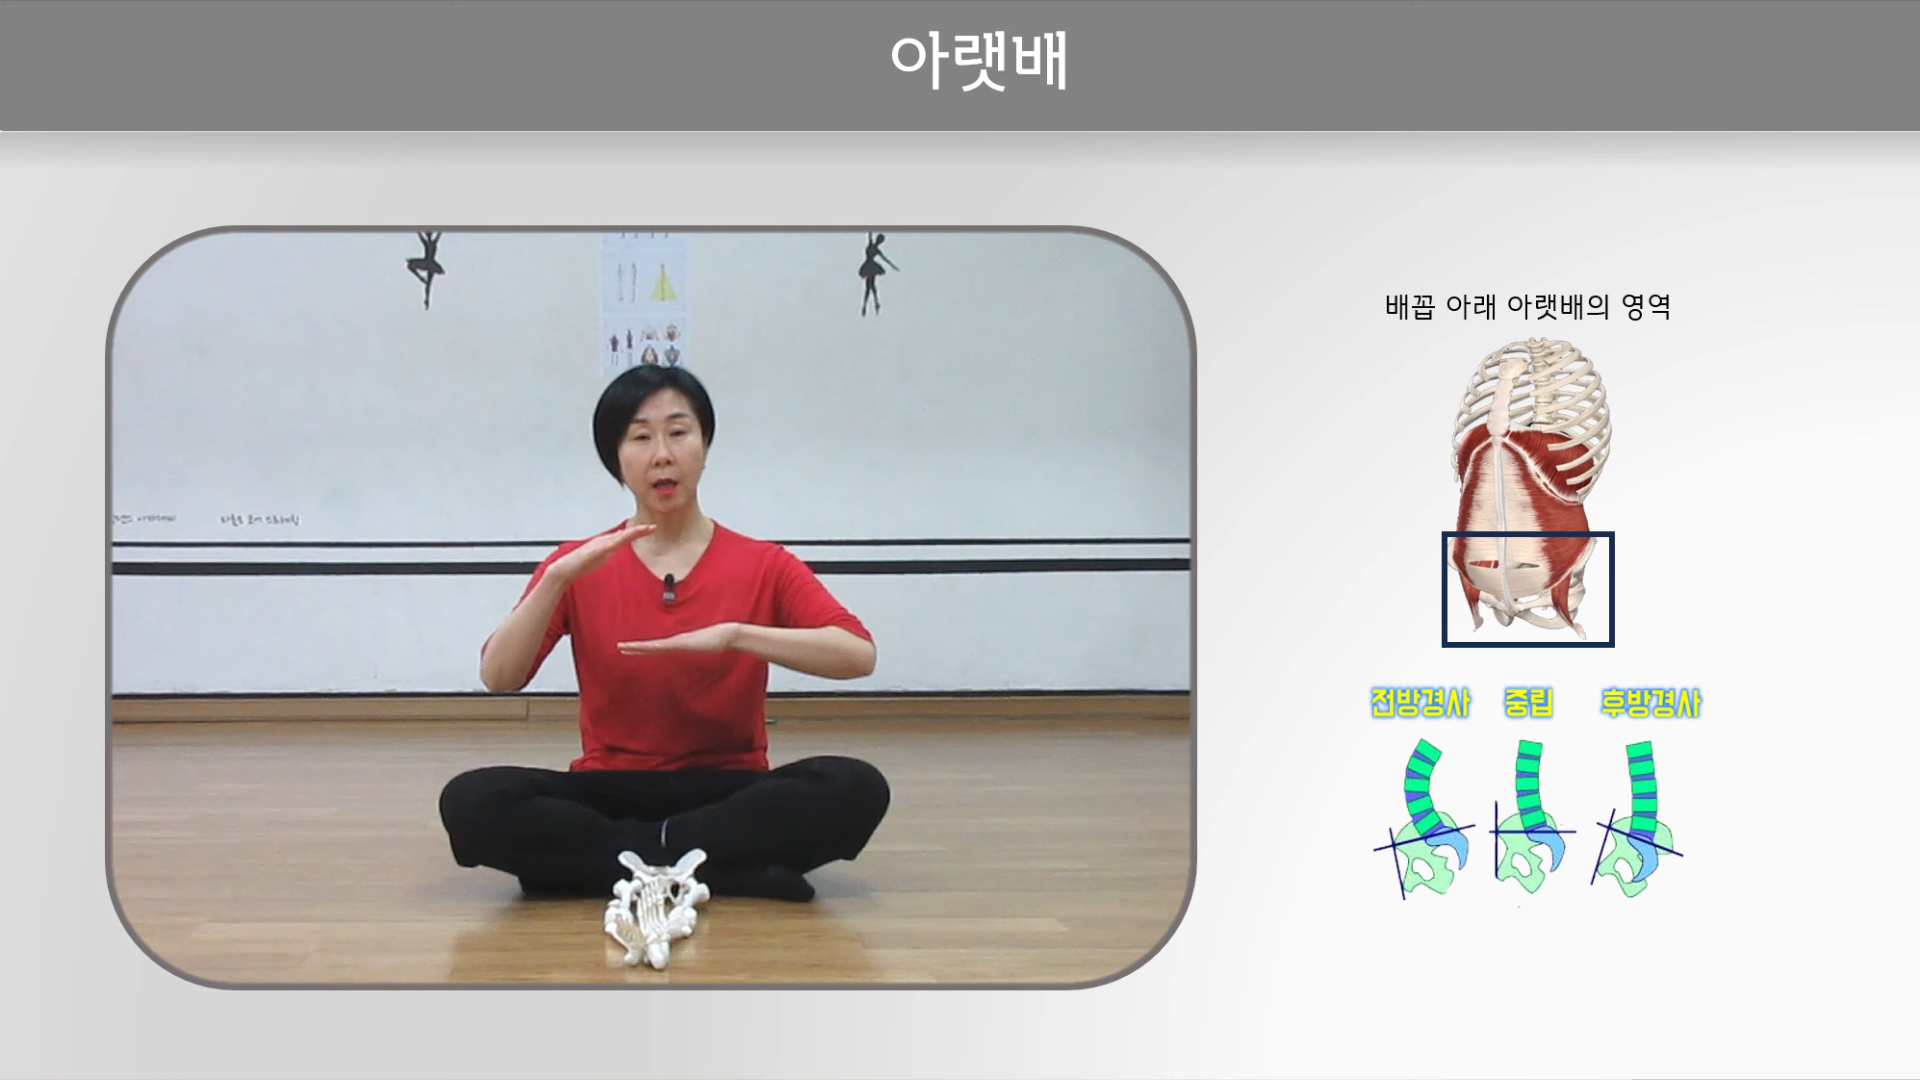 아랫배
배꼽 아래 아랫배의 영역
전방경사 중립 후방경사